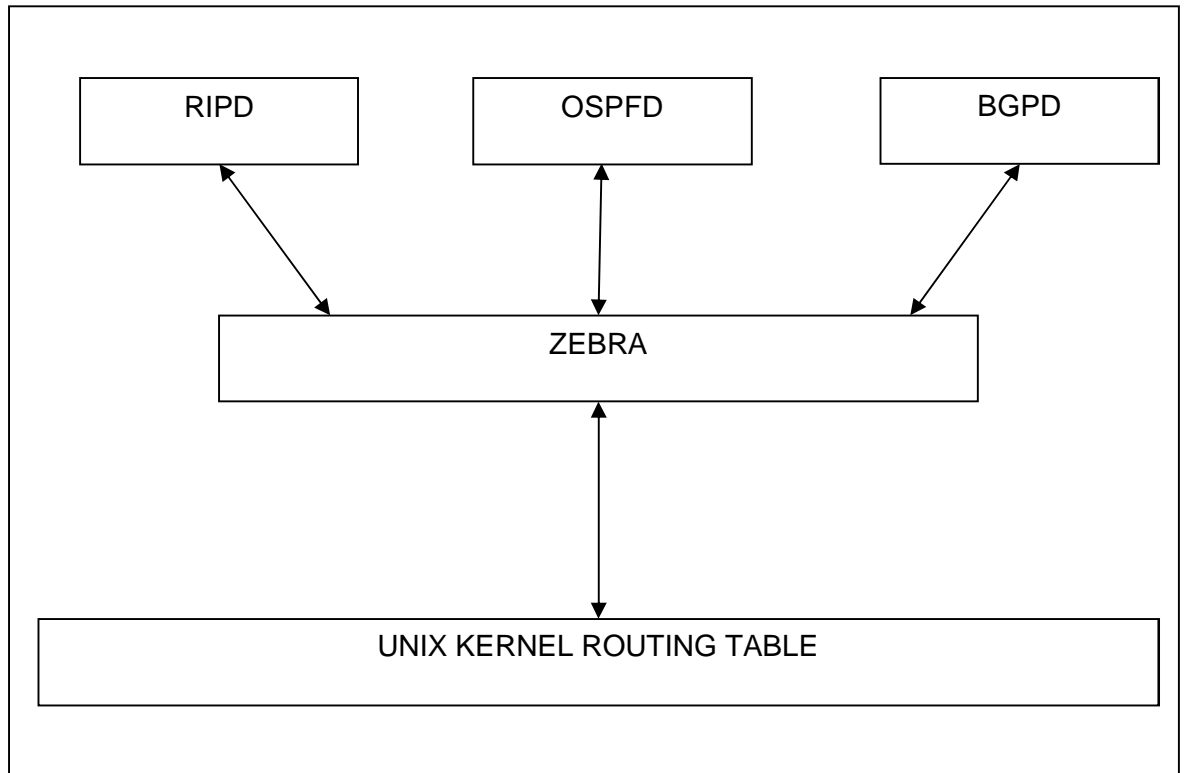 RIPD
OSPFD
BGPD
ZEBRA
UNIX KERNEL ROUTING TABLE